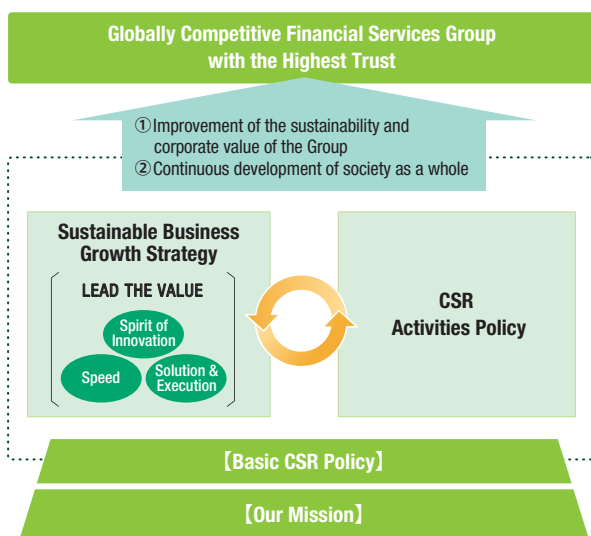 Globally Competitive Financial Services Group
with the Highest Trust
①Improvement of the sustainability and
corporate value of the Group
②Continuous development of society as a whole
Sustainable Business
Growth Strategy
LEAD THE VALUE
Spirit of
Innovation
Speed
Solution &
Execution
CSR
Activities Policy
【Basic CSR Policy】
【Our Mission】